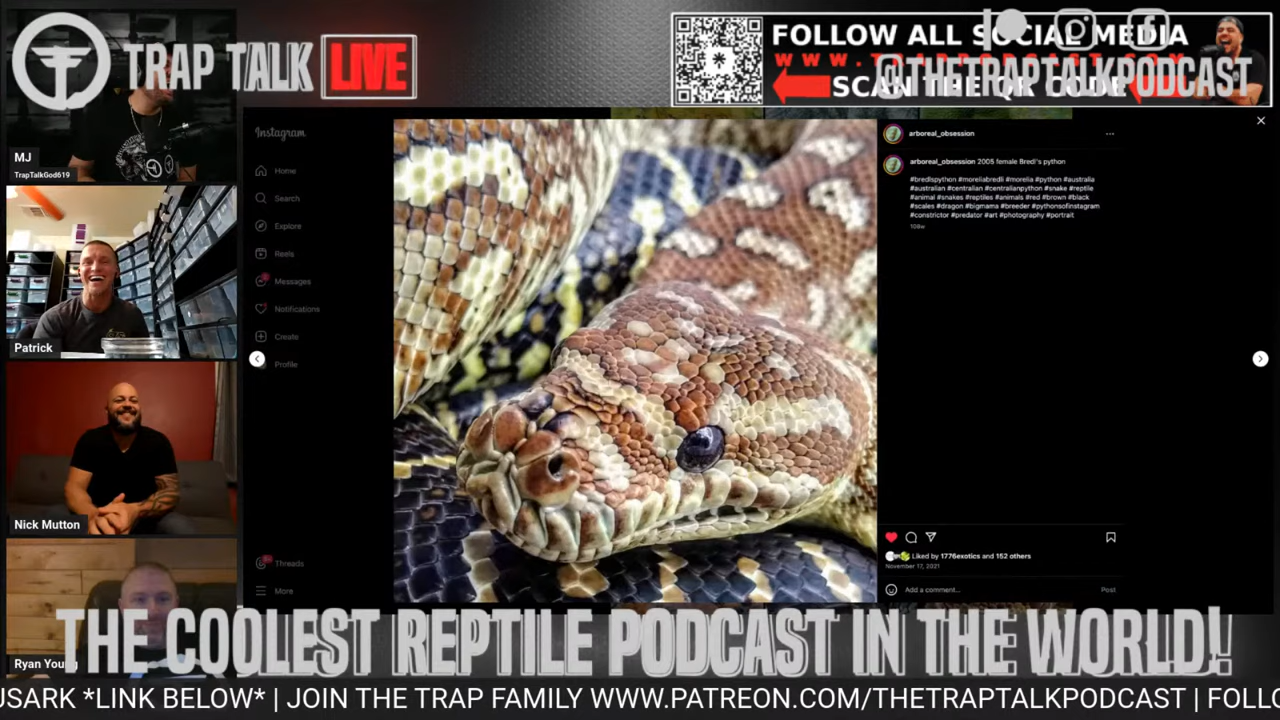 TRAP TALK LIVE
FOLLOW ALL SOCIAL MEDIA
@THETRAPTALKPODCAST
SCAN THE QR CODE
MJ
TrapTalkGod619
Patrick
Nick Mutton
Ryan Young
Instagram
Home
Search
Explore
Reels
Messages
Notifications
Create
Profile
Threads
More
arboreal_obsession
arboreal_obsession 2005 female Bredl's python
#bredlspython #moreliabredli #morelia #python #australia
#australian #centralian #centralianpython #snake #reptile
#animal #snakes #reptiles #animals #red #brown #black
#scales #dragon #bigmama #breeder #pythonsofinstagram
#constrictor #predator #art #photography #portrait
108w
Liked by 1776exotics and 152 others
November 17, 2021
Add a comment...
Post
THE COOLEST REPTILE PODCAST IN THE WORLD!
USARK *LINK BELOW* | JOIN THE TRAP FAMILY WWW.PATREON.COM/THETRAPTALKPODCAST | FOLLO